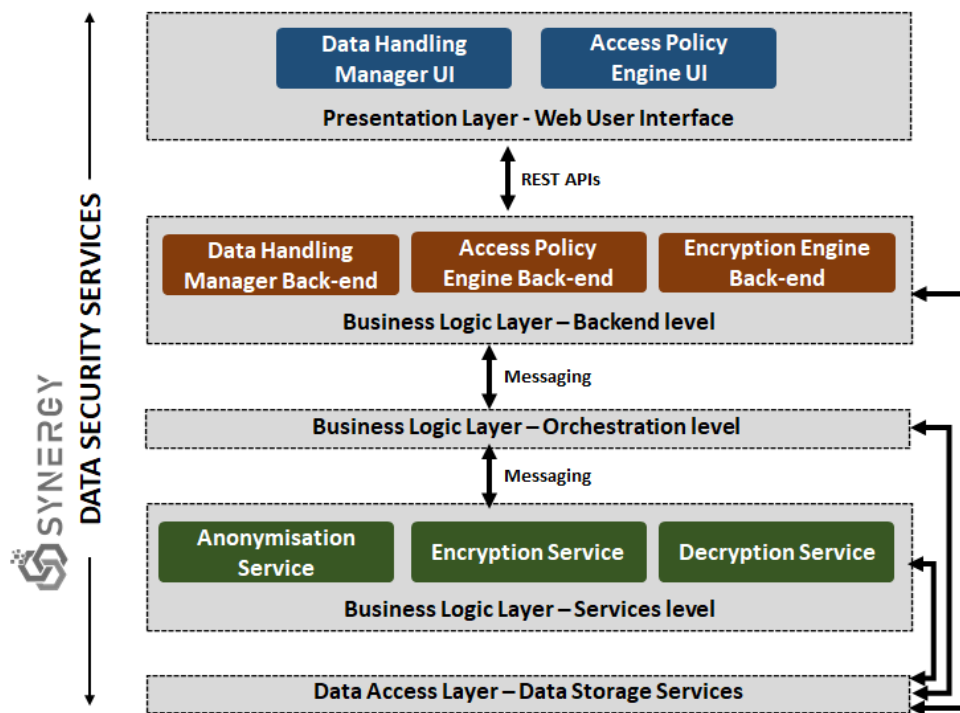 Data Handling
Manager UI
Access Policy
Engine UI
Presentation Layer - Web User Interface
REST APIs
Data Handling
Manager Back-end
Access Policy
Engine Back-end
Encryption Engine
Back-end
Business Logic Layer – Backend level
Messaging
Business Logic Layer – Orchestration level
Messaging
Anonymisation
Service
Encryption Service
Decryption Service
Business Logic Layer – Services level
Data Access Layer – Data Storage Services
DATA SECURITY SERVICES
SYNERGY